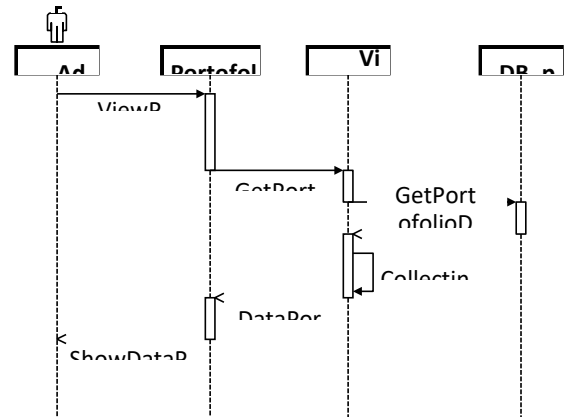 Vi
Ad
Portofol
DB_n
ViewP
GetPort
GetPort
ofolioD
Collectin
DataPor
ShowDataP